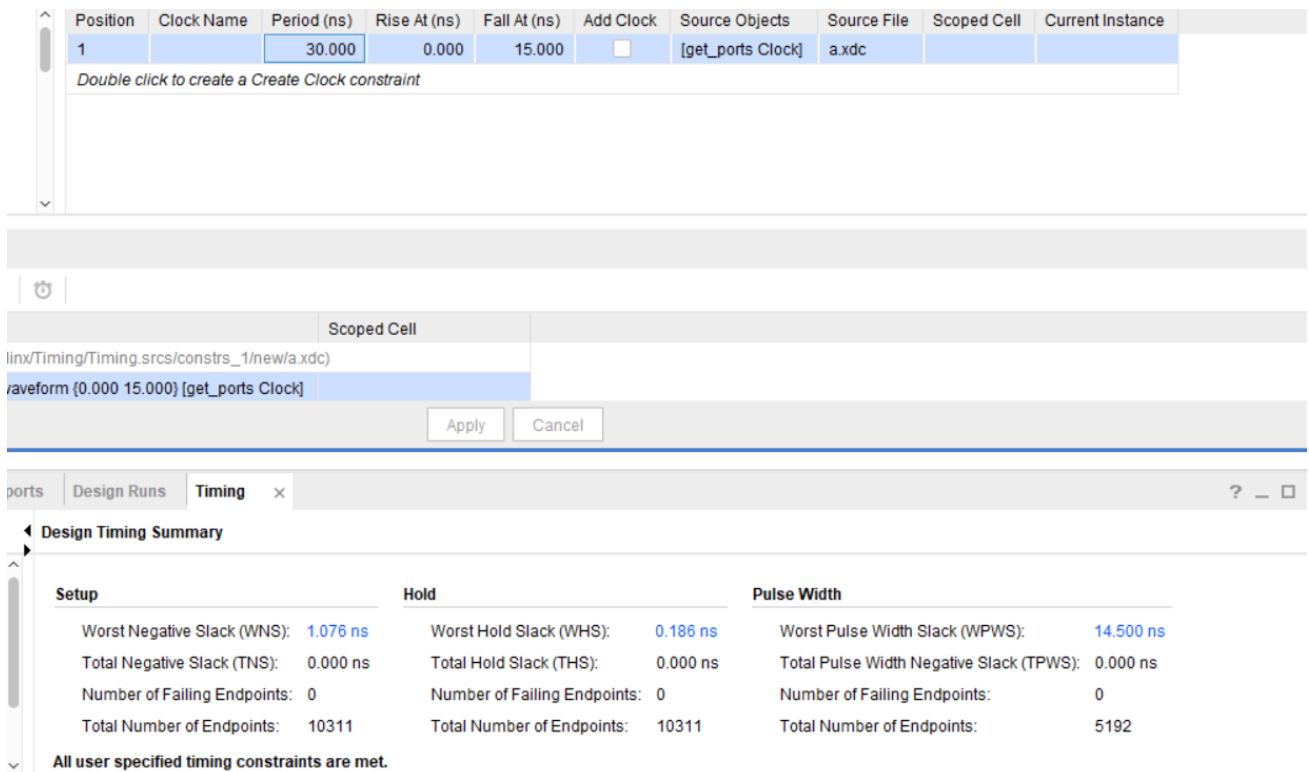 Position Clock Name Period (ns) Rise At (ns) Fall At (ns) Add Clock Source Objects Source File Scoped Cell Current Instance
1 30.000 0.000 15.000 [get_ports Clock] a.xdc
Double click to create a Create Clock constraint
Scoped Cell
linx/Timing/Timing.srcs/constrs_1/new/a.xdc)
vaveform {0.000 15.000} [get_ports Clock]
Apply Cancel
ports Design Runs Timing × ?
Design Timing Summary
Setup Hold Pulse Width
Worst Negative Slack (WNS): 1.076 ns Worst Hold Slack (WHS): 0.186 ns Worst Pulse Width Slack (WPWS): 14.500 ns
Total Negative Slack (TNS): 0.000 ns Total Hold Slack (THS): 0.000 ns Total Pulse Width Negative Slack (TPWS): 0.000 ns
Number of Failing Endpoints: 0 Number of Failing Endpoints: 0 Number of Failing Endpoints: 0
Total Number of Endpoints: 10311 Total Number of Endpoints: 10311 Total Number of Endpoints: 5192
All user specified timing constraints are met.